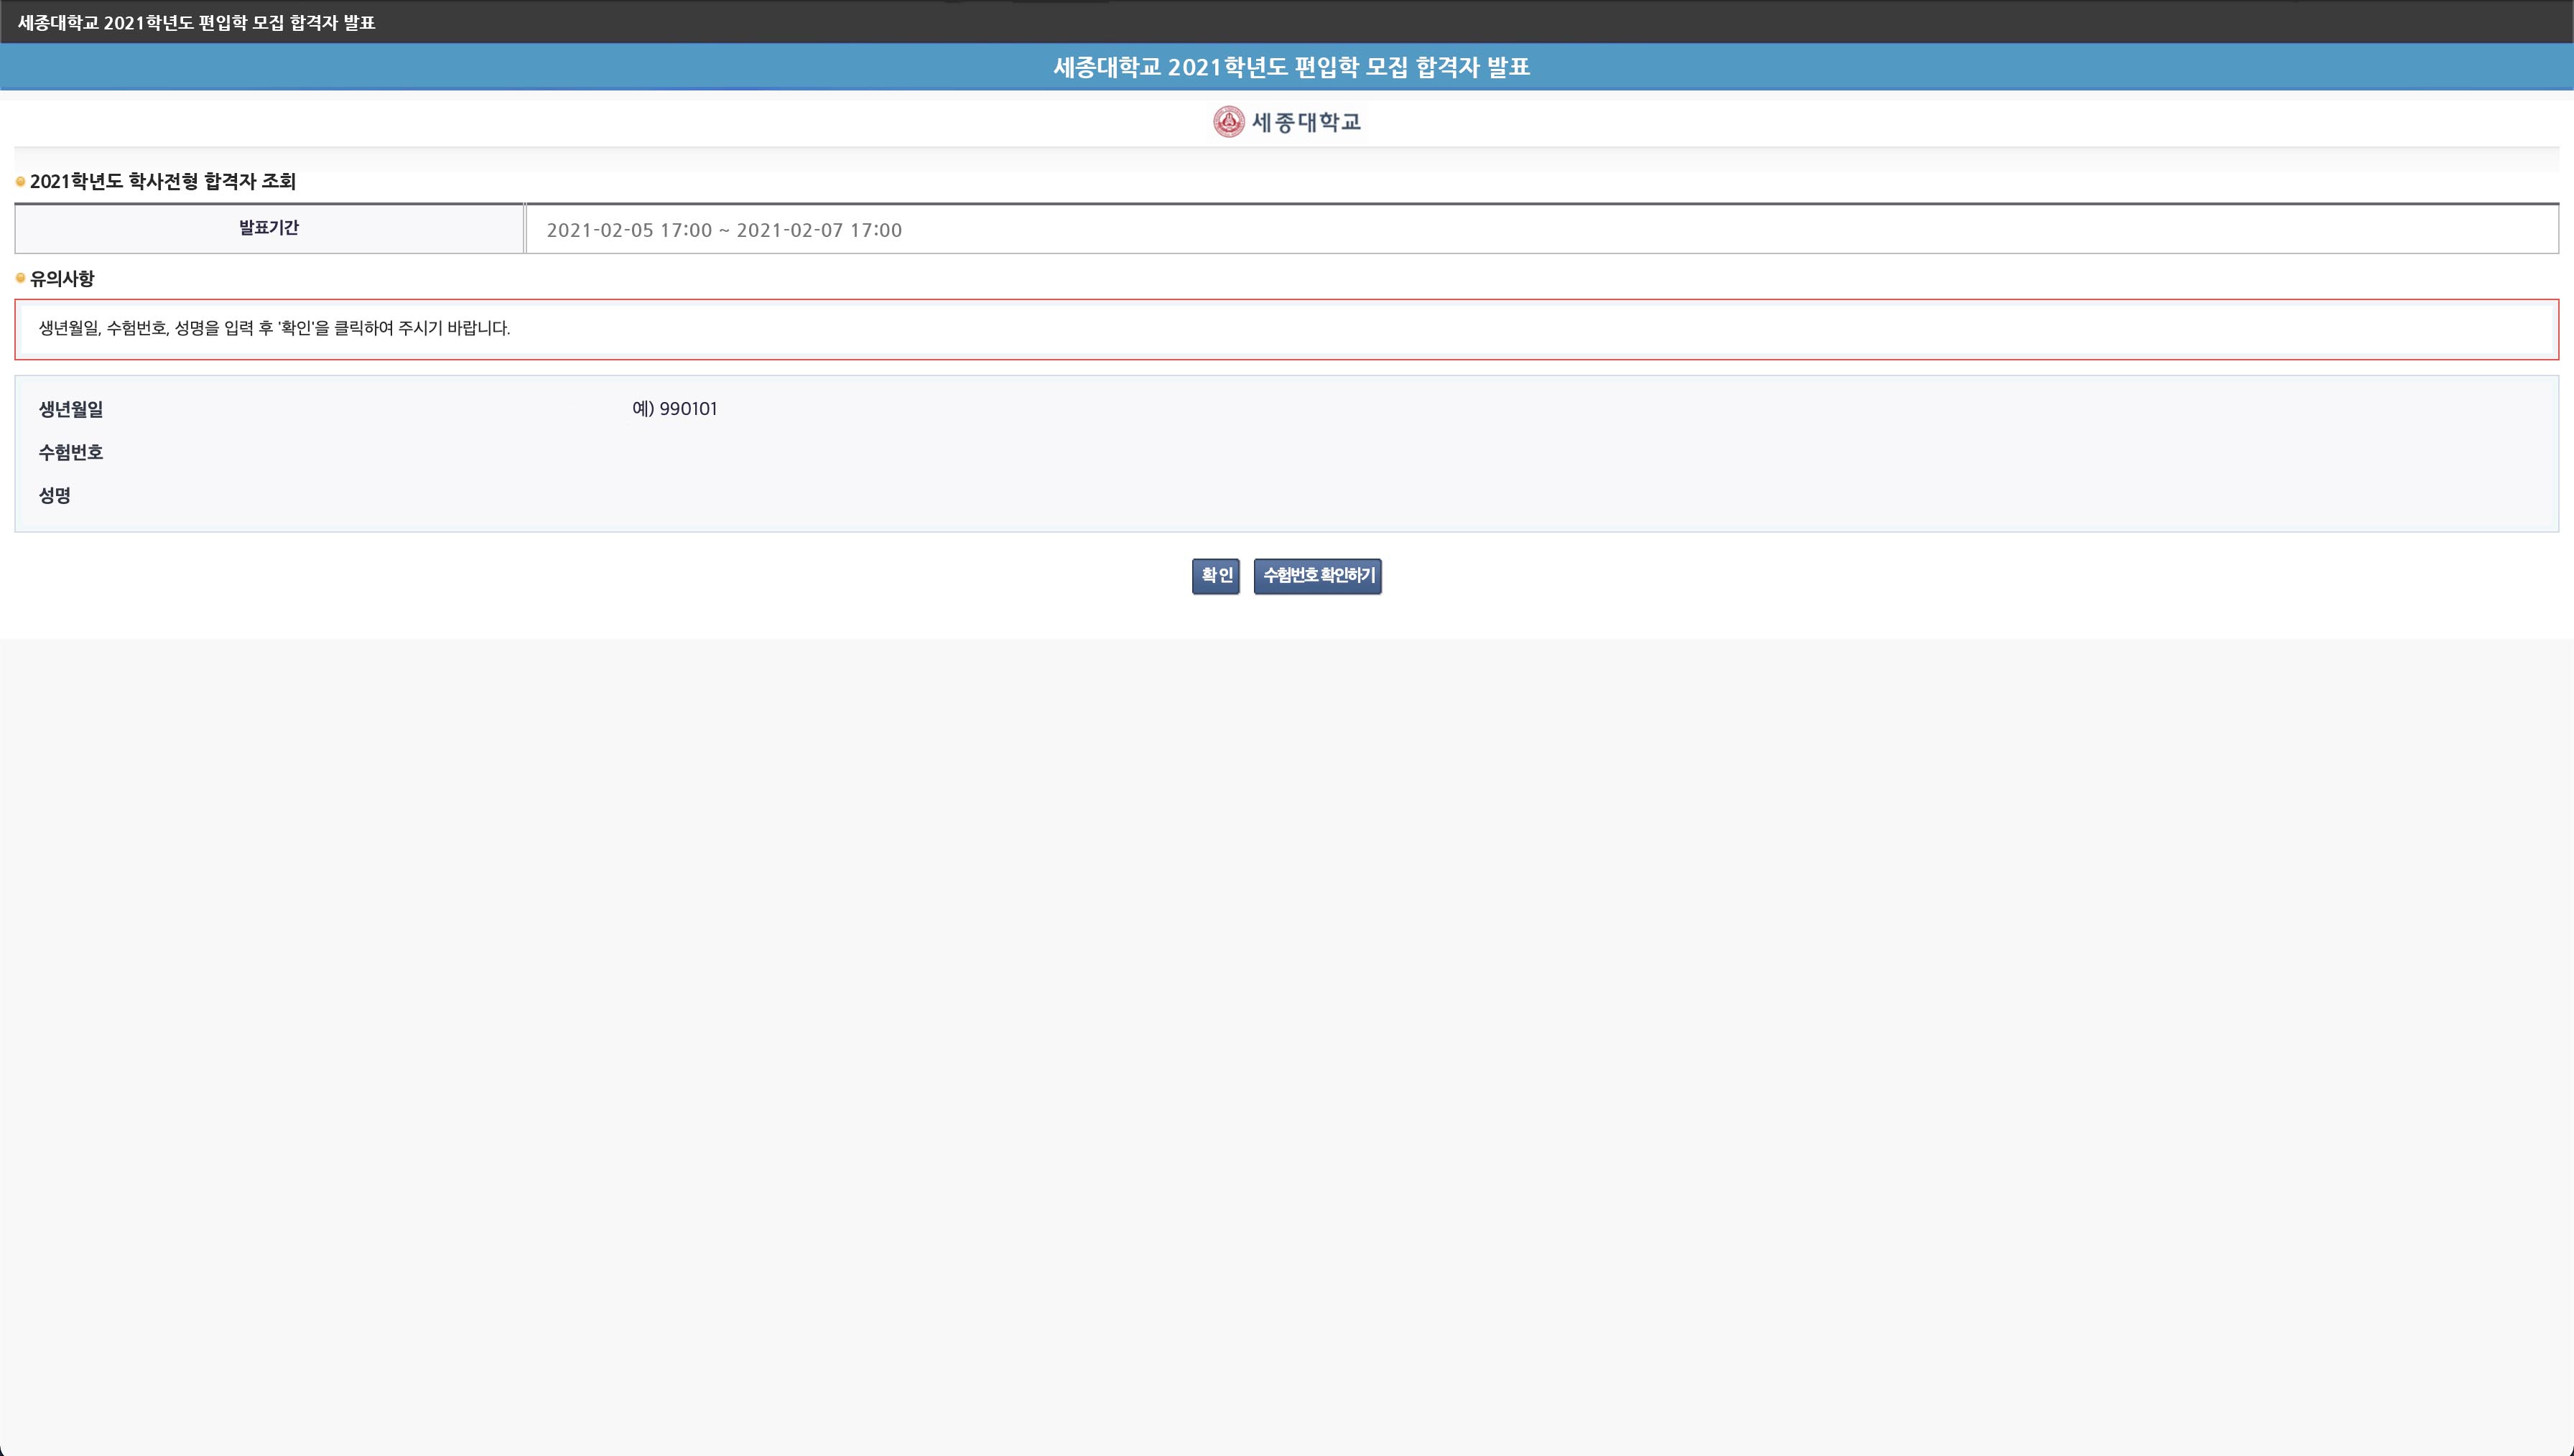 세종대학교 2021학년도 편입학 모집 합격자 발표
세종대학교 2021학년도 편입학 모집 합격자 발표
세종대학교
2021학년도 학사전형 합격자 조회
발표기간 2021-02-05 17:00 ~ 2021-02-07 17:00
유의사항
생년월일, 수험번호, 성명을 입력 후 '확인'을 클릭하여 주시기 바랍니다.
생년월일 예) 990101
수험번호
성명
확 인 수험번호 확인하기